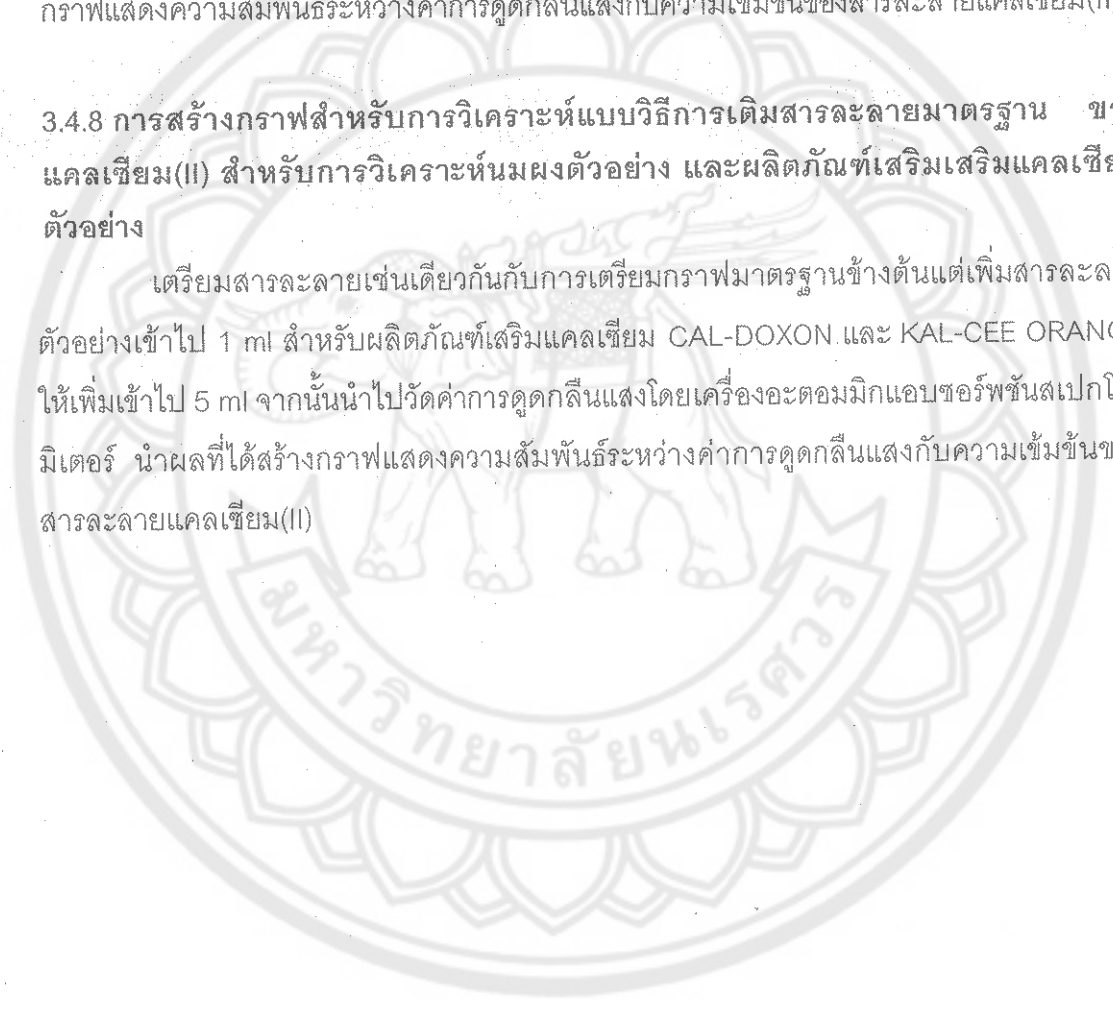 กราฟแสดงความสัมพันธ์ระหว่างค่าการดูดกลืนแสงกับความเข้มข้นของสารละลายแคลเซียม(II)
3.4.8 การสร้างกราฟสำหรับการวิเคราะห์แบบวิธีการเติมสารละลายมาตรฐาน
แคลเซียม(II) สำหรับการวิเคราะห์นมผงตัวอย่าง และผลิตภัณฑ์เสริมเสริมแคลเซีย
ตัวอย่าง
เตรียมสารละลายเช่นเดียวกันกับการเตรียมกราฟมาตรฐานข้างต้นแต่เพิ่มสารละล
ตัวอย่างเข้าไป 1 ml สำหรับผลิตภัณฑ์เสริมแคลเซียม CAL-DOXON และ KAL-CEE ORANG
ให้เพิ่มเข้าไป 5 ml จากนั้นนำไปวัดค่าการดูดกลืนแสงโดยเครื่องอะตอมมิกแอบซอร์พชันสเปกโ
มิเตอร์ นำผลที่ได้สร้างกราฟแสดงความสัมพันธ์ระหว่างค่าการดูดกลืนแสงกับความเข้มข้นข
สารละลายแคลเซียม(II)
มหาวิทยาลัยนเรศวร